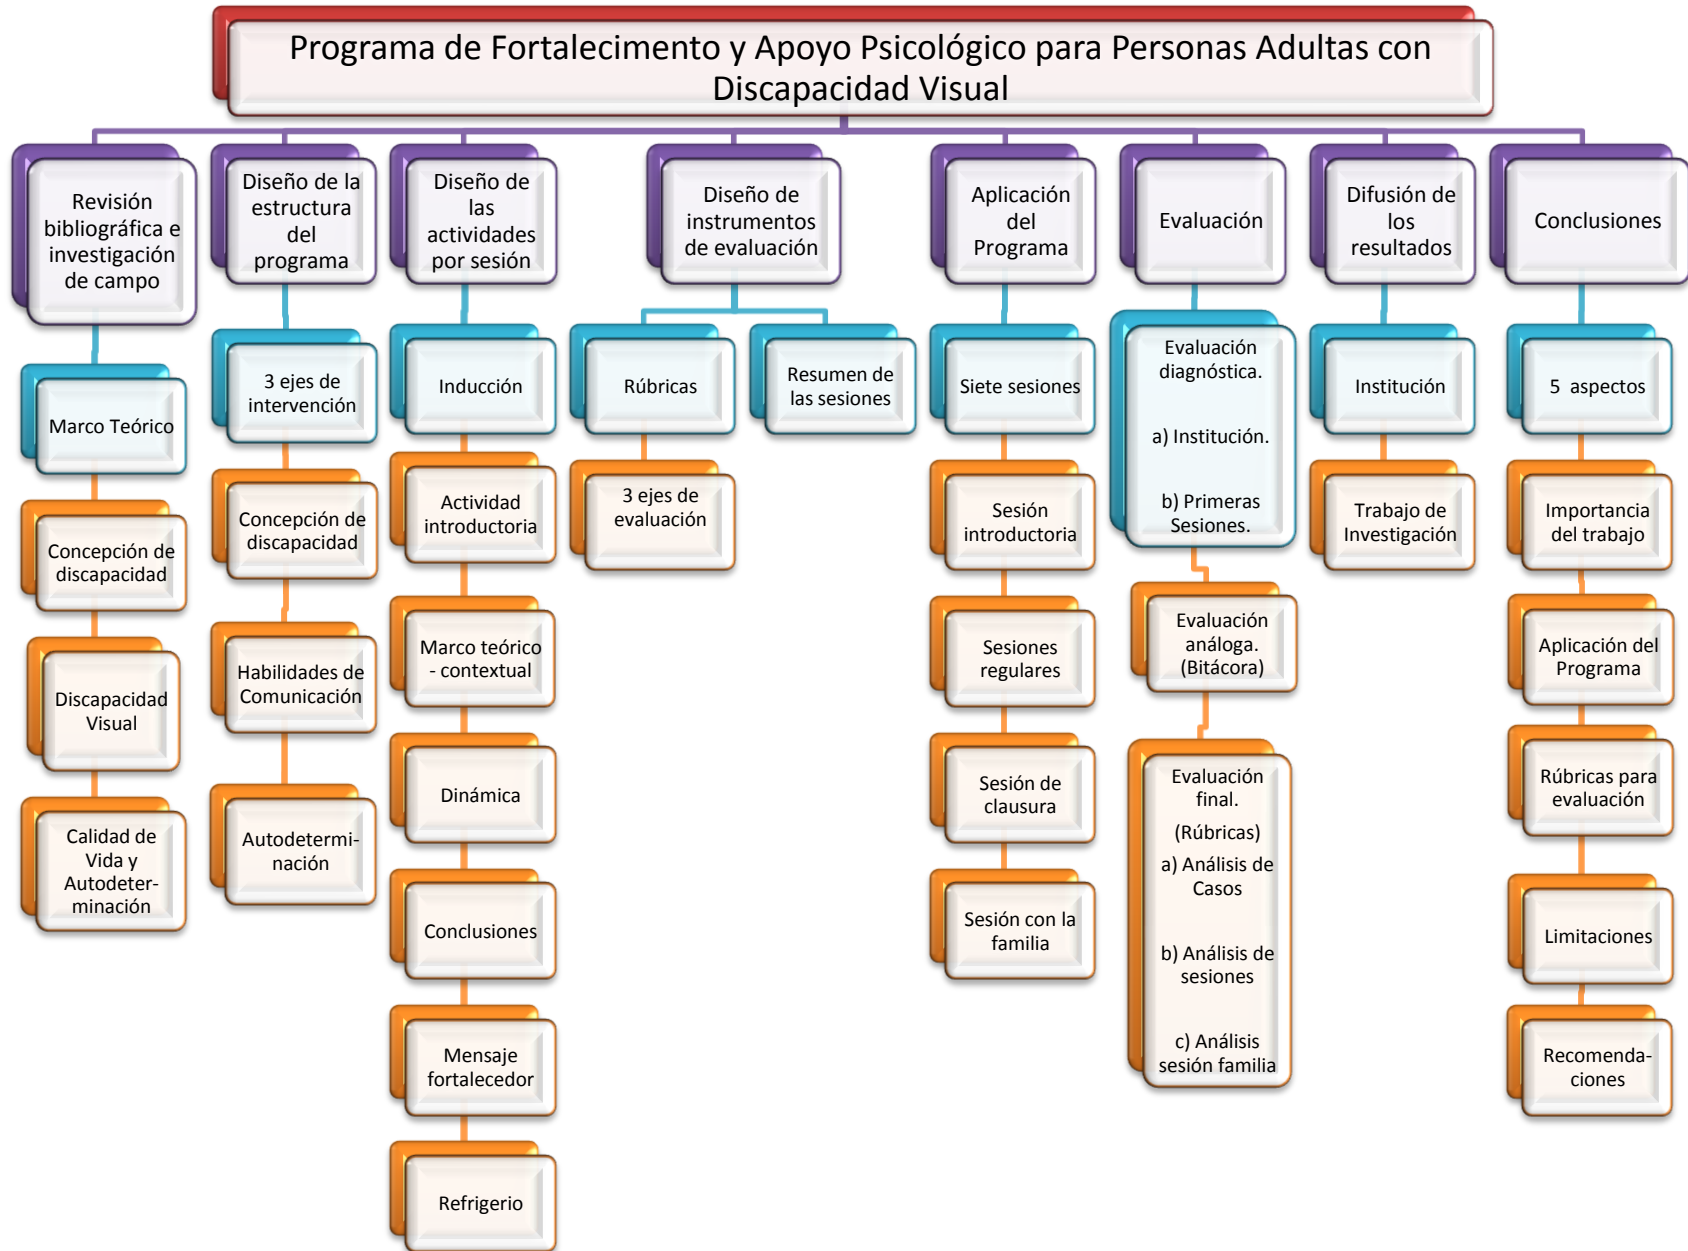 Programa de Fortalecimento y Apoyo Psicológico para Personas Adultas con
Discapacidad Visual
Revisión
bibliográfica e
investigación
de campo
Marco Teórico
Concepción de
discapacidad
Discapacidad
Visual
Calidad de
Vida y
Autodeter-
minación
Diseño de la
estructura
del
programa
3 ejes de
intervención
Concepción de
discapacidad
Habilidades de
Comunicación
Autodetermi-
nación
Diseño de
las
actividades
por sesión
Inducción
Actividad
introductoria
Marco teórico
- contextual
Dinámica
Conclusiones
Mensaje
fortalecedor
Refrigerio
Diseño de
instrumentos
de evaluación
Rúbricas
3 ejes de
evaluación
Resumen de
las sesiones
Aplicación
del
Programa
Siete sesiones
Sesión
introductoria
Sesiones
regulares
Sesión de
clausura
Sesión con la
familia
Evaluación
Evaluación
diagnóstica.
a) Institución.
b) Primeras
Sesiones.
Evaluación
análoga.
(Bitácora)
Evaluación
final.
(Rúbricas)
a) Análisis de
Casos
b) Análisis de
sesiones
c) Análisis
sesión familia
Difusión de
los
resultados
Institución
Trabajo de
Investigación
Conclusiones
5 aspectos
Importancia
del trabajo
Aplicación del
Programa
Rúbricas para
evaluación
Limitaciones
Recomenda-
ciones